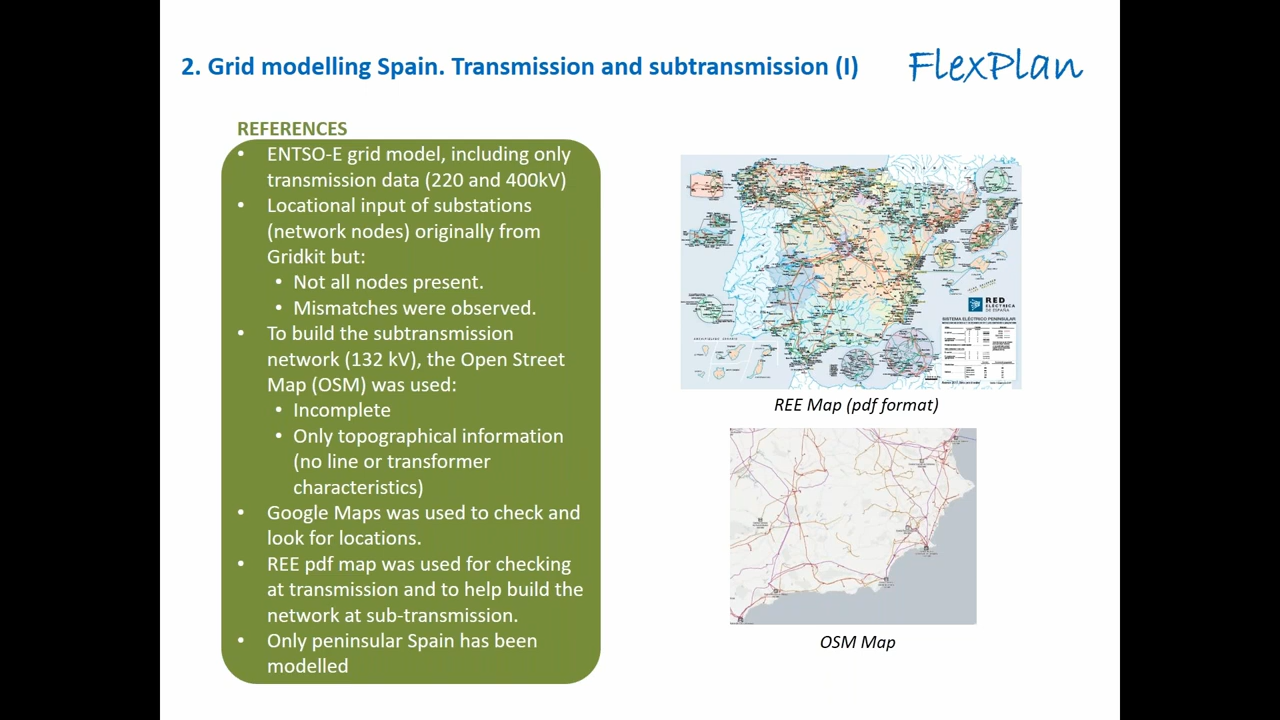 2. Grid modelling Spain. Transmission and subtransmission (I)
FlexPlan
REFERENCES
• ENTSO-E grid model, including only
transmission data (220 and 400kV)
• Locational input of substations
(network nodes) originally from
Gridkit but:
• Not all nodes present.
• Mismatches were observed.
• To build the subtransmission
network (132 kV), the Open Street
Map (OSM) was used:
• Incomplete
• Only topographical information
(no line or transformer
characteristics)
• Google Maps was used to check and
look for locations.
• REE pdf map was used for checking
at transmission and to help build the
network at sub-transmission.
• Only peninsular Spain has been
modelled
RED
ELÉCTRICA
DE ESPAÑA
SISTEMA ELÉCTRICO PENINSULAR
REE Map (pdf format)
OSM Map